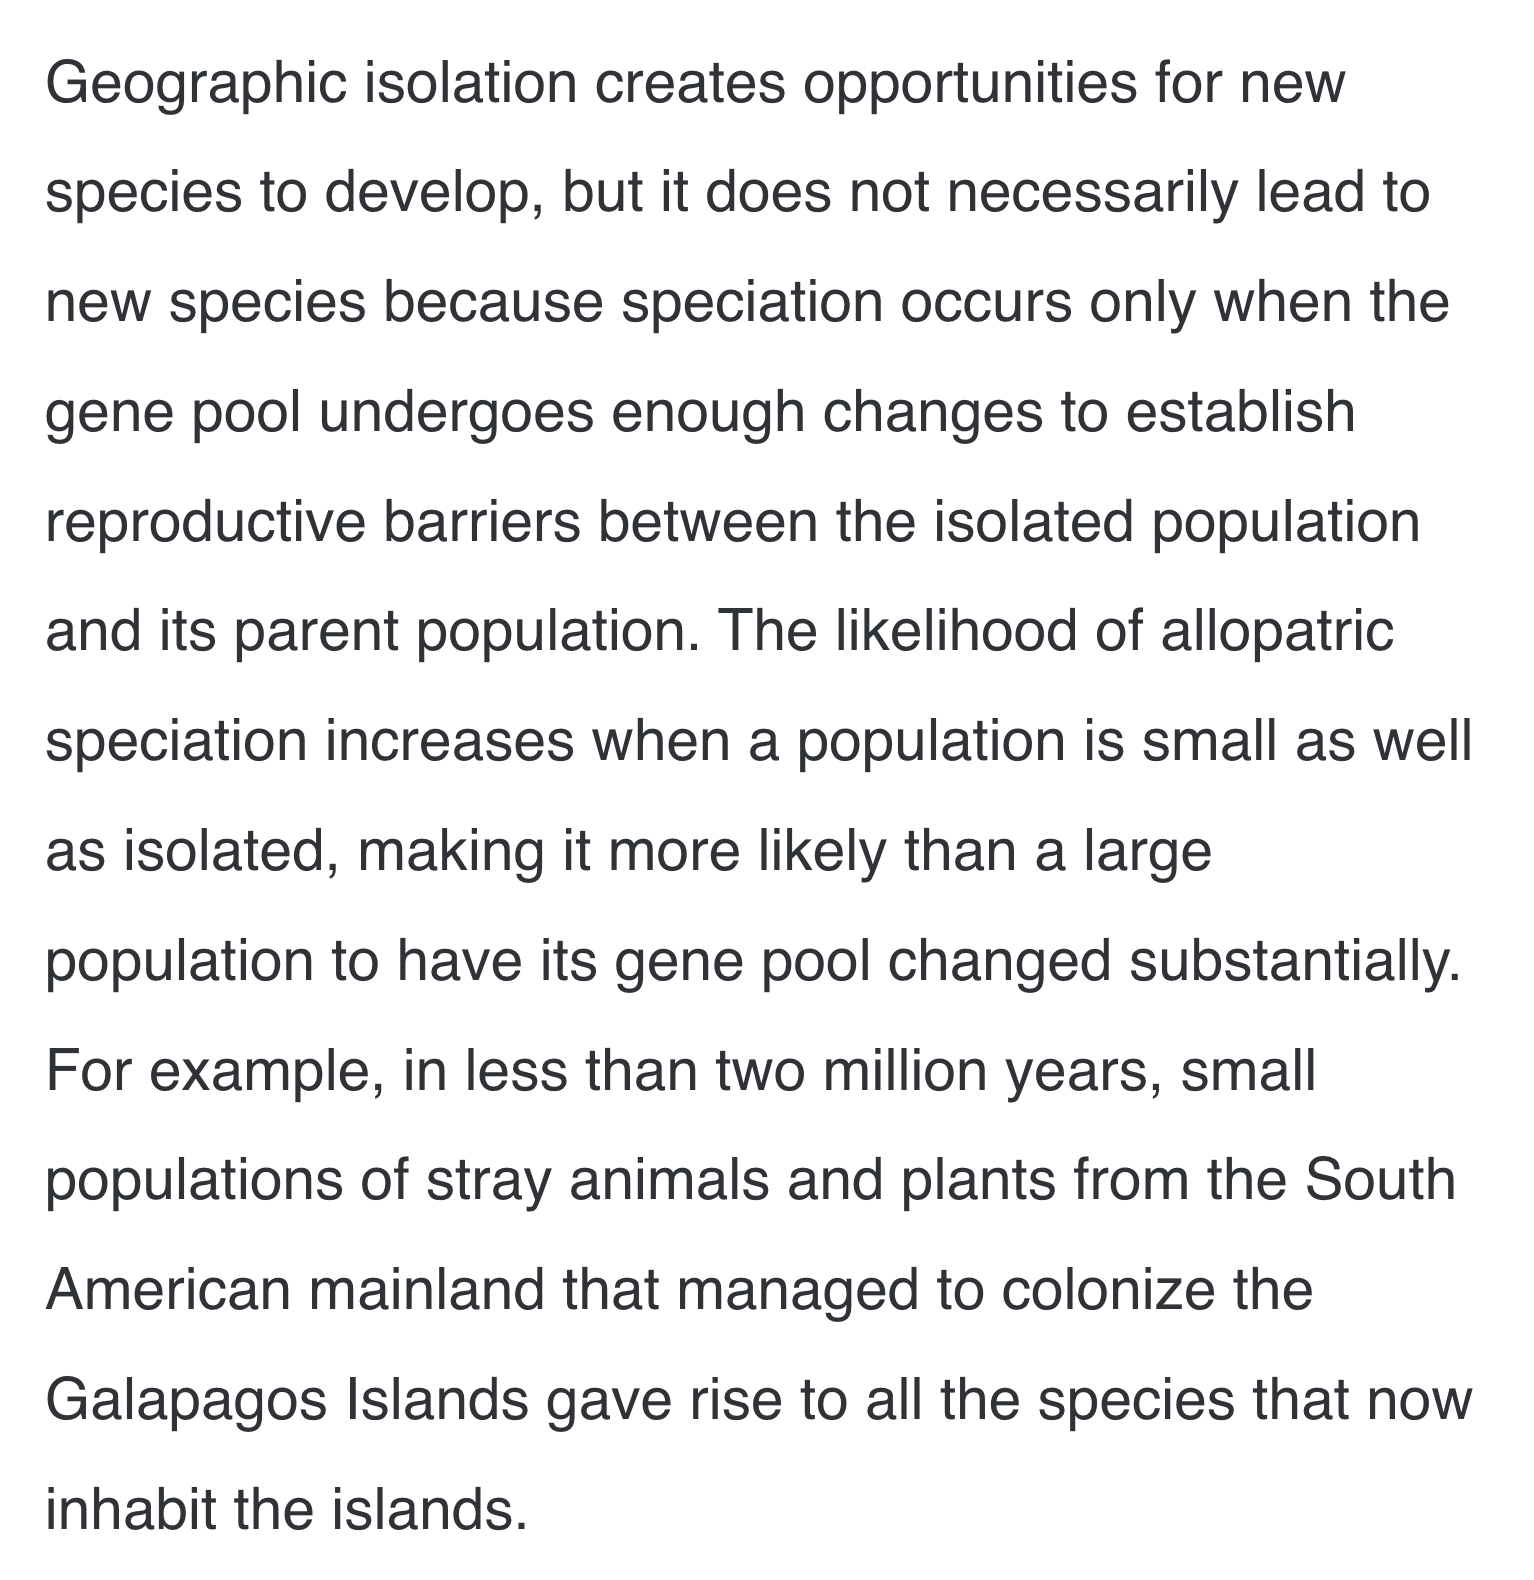 Geographic isolation creates opportunities for new
species to develop, but it does not necessarily lead to
new species because speciation occurs only when the
gene pool undergoes enough changes to establish
reproductive barriers between the isolated population
and its parent population. The likelihood of allopatric
speciation increases when a population is small as well
as isolated, making it more likely than a large
population to have its gene pool changed substantially.
For example, in less than two million years, small
populations of stray animals and plants from the South
American mainland that managed to colonize the
Galapagos Islands gave rise to all the species that now
inhabit the islands.